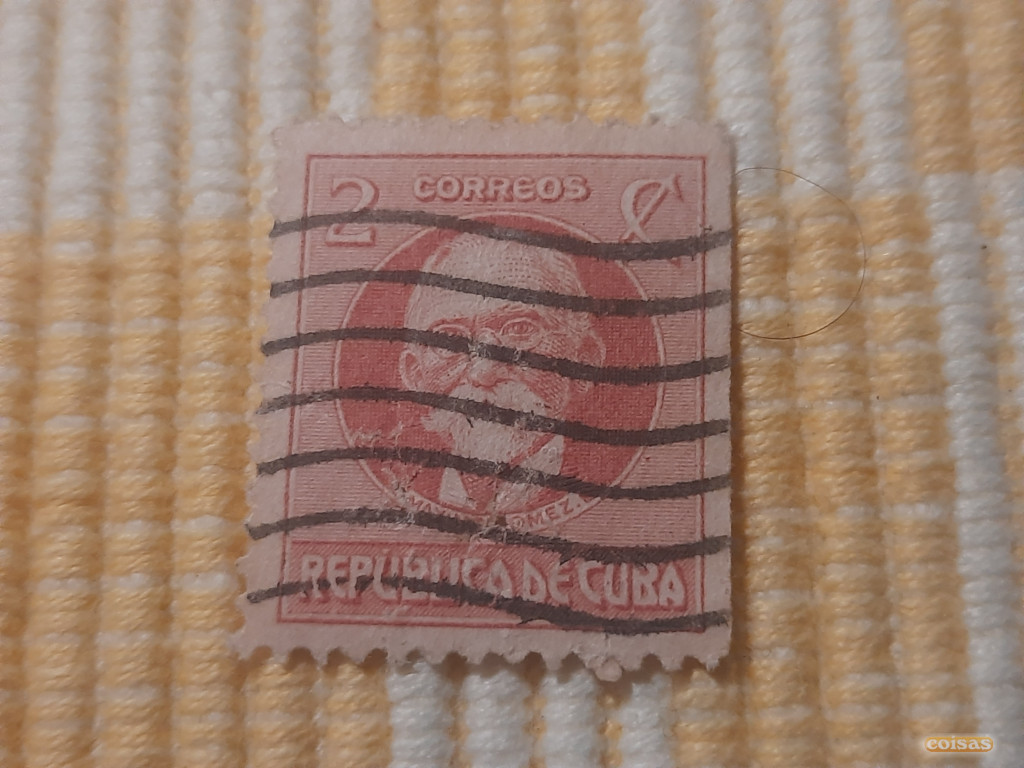 2 CORREOS ¢
REPUBLICA DE CUBA
coisas